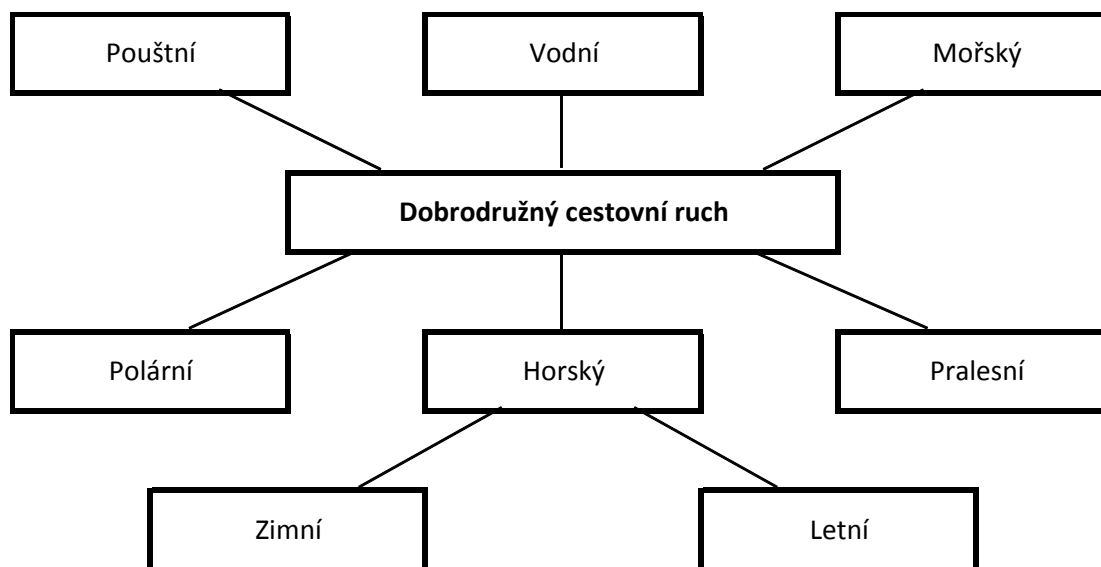 Pouštní
Vodní
Mořský
Dobrodružný cestovní ruch
Polární
Horský
Pralesní
Zimní
Letní